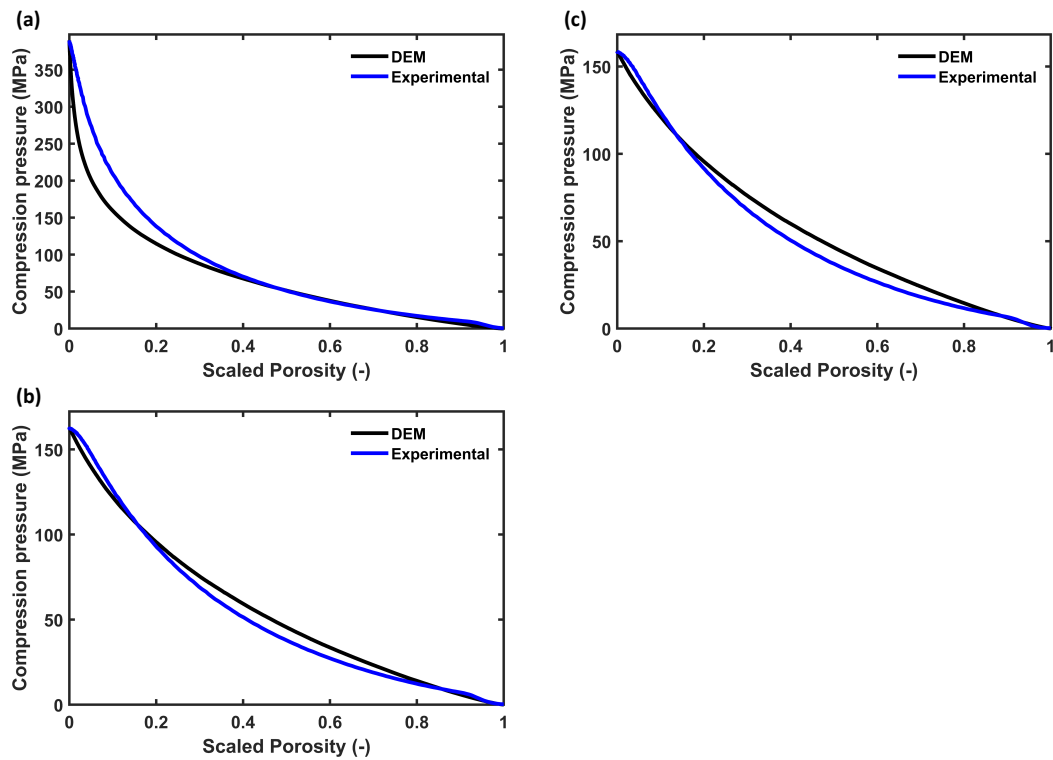 (a)
Compression pressure (MPa)
350
300
250
200
150
100
50
0
0 0.2 0.4 0.6 0.8 1
Scaled Porosity (-)
DEM
Experimental
(c)
Compression pressure (MPa)
150
100
50
0
0 0.2 0.4 0.6 0.8 1
Scaled Porosity (-)
DEM
Experimental
(b)
Compression pressure (MPa)
150
100
50
0
0 0.2 0.4 0.6 0.8 1
Scaled Porosity (-)
DEM
Experimental